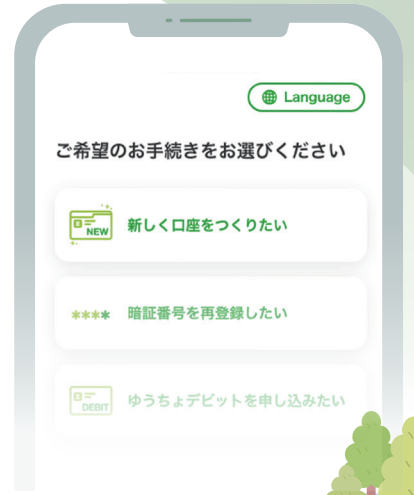 Language
ご希望のお手続きをお選びください
NEW
新しく口座をつくりたい
**** 暗証番号を再登録したい
DEBIT
ゆうちょデビットを申し込みたい